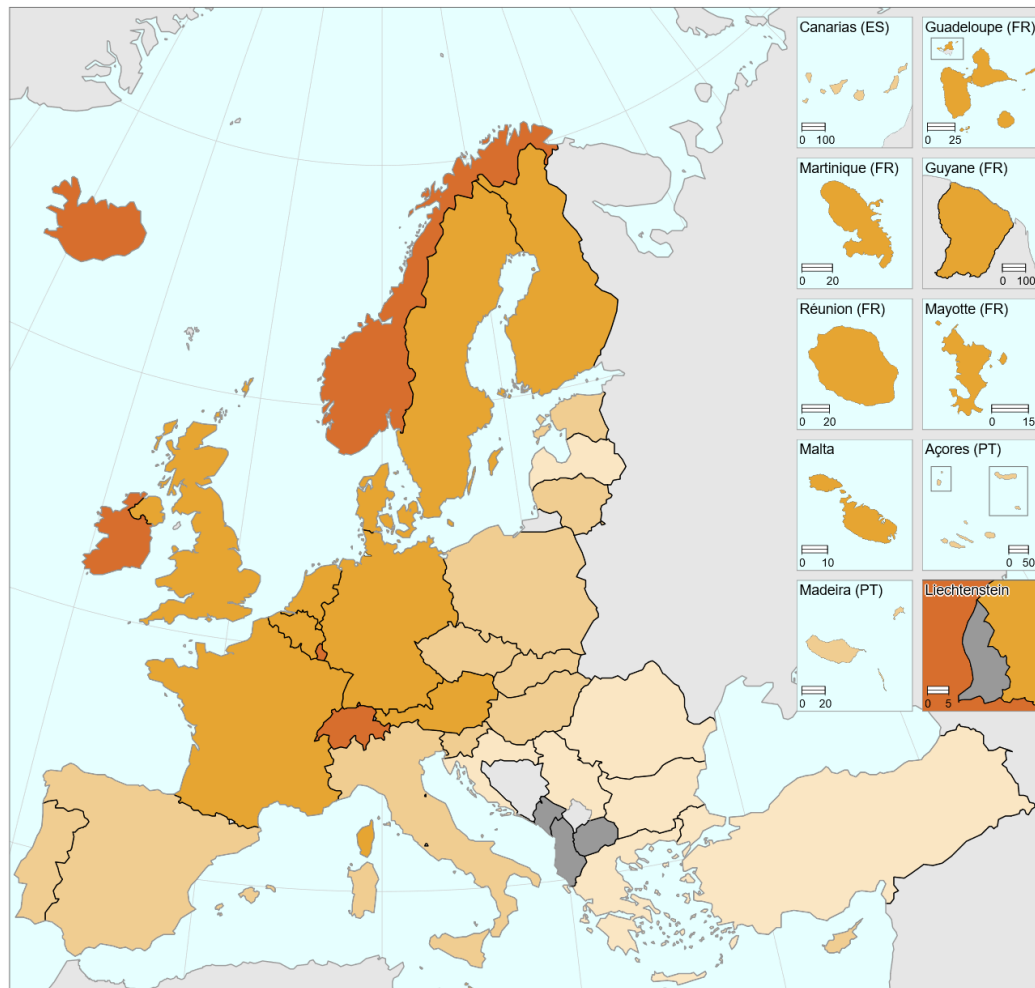 Canarias (ES)
0 100
Guadeloupe (FR)
0 25
Martinique (FR)
0 20
Guyane (FR)
0 100
Réunion (FR)
0 20
Mayotte (FR)
0 15
Malta
0 10
Açores (PT)
0 50
Madeira (PT)
0 20
Liechtenstein
0 5